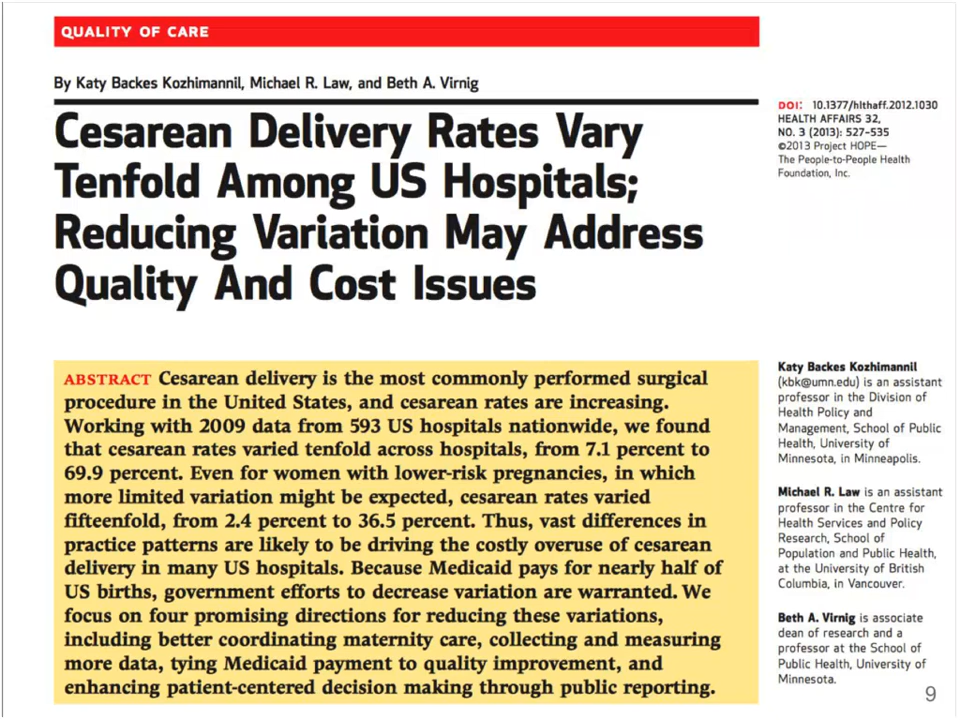 QUALITY OF CARE
By Katy Backes Kozhimannil, Michael R. Law, and Beth A. Virnig
Cesarean Delivery Rates Vary
Tenfold Among US Hospitals;
Reducing Variation May Address
Quality And Cost Issues
DOI: 10.1377/hlthaff.2012.1030
HEALTH AFFAIRS 32,
NO. 3 (2013): 527–535
©2013 Project HOPE—
The People-to-People Health
Foundation, Inc.
ABSTRACT Cesarean delivery is the most commonly performed surgical
procedure in the United States, and cesarean rates are increasing.
Working with 2009 data from 593 US hospitals nationwide, we found
that cesarean rates varied tenfold across hospitals, from 7.1 percent to
69.9 percent. Even for women with lower-risk pregnancies, in which
more limited variation might be expected, cesarean rates varied
fifteenfold, from 2.4 percent to 36.5 percent. Thus, vast differences in
practice patterns are likely to be driving the costly overuse of cesarean
delivery in many US hospitals. Because Medicaid pays for nearly half of
US births, government efforts to decrease variation are warranted. We
focus on four promising directions for reducing these variations,
including better coordinating maternity care, collecting and measuring
more data, tying Medicaid payment to quality improvement, and
enhancing patient-centered decision making through public reporting.
Katy Backes Kozhimannil
(kbk@umn.edu) is an assistant
professor in the Division of
Health Policy and
Management, School of Public
Health, University of
Minnesota, in Minneapolis.
Michael R. Law is an assistant
professor in the Centre for
Health Services and Policy
Research, School of
Population and Public Health,
at the University of British
Columbia, in Vancouver.
Beth A. Virnig is associate
dean of research and a
professor at the School of
Public Health, University of
Minnesota.
9